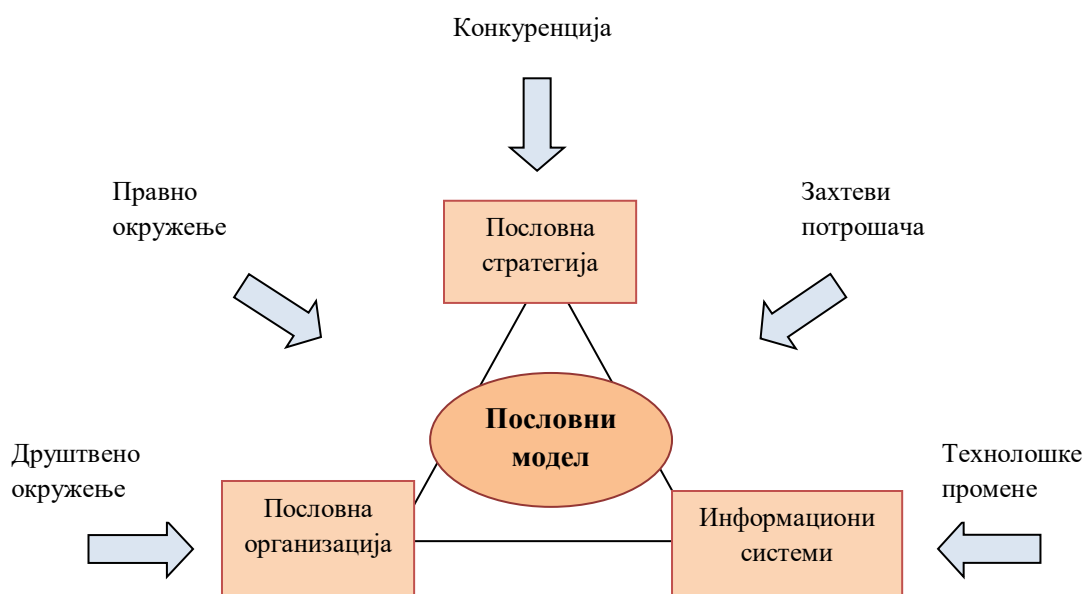 Конкуренција
Правно
окружење
Захтеви
потрошача
Пословна
стратегија
Пословни
модел
Друштвено
окружење
Технолошке
промене
Пословна
организација
Информациони
системи